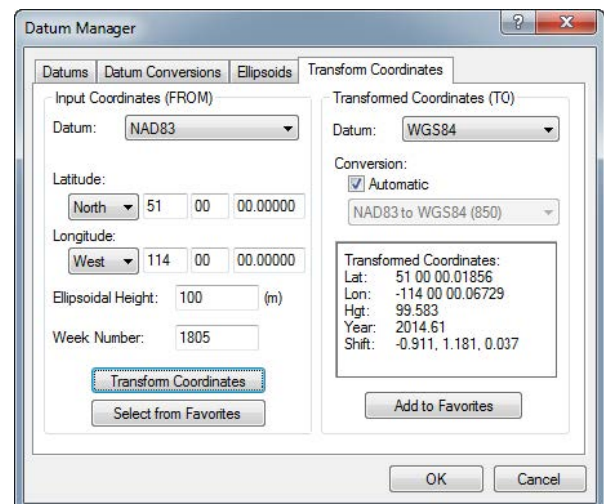 Datum Manager
?
X
Datums
Datum Conversions
Ellipsoids
Transform Coordinates
Input Coordinates (FROM)
Datum: NAD83
Latitude:
North 51 00 00.00000
Longitude:
West 114 00 00.00000
Ellipsoidal Height: 100 (m)
Week Number: 1805
Transform Coordinates
Select from Favorites
Transformed Coordinates (TO)
Datum: WGS84
Conversion:
Automatic
NAD83 to WGS84 (850)
Transformed Coordinates:
Lat: 51 00 00.01856
Lon: -114 00 00.06729
Hgt: 99.583
Year: 2014.61
Shift: -0.911, 1.181, 0.037
Add to Favorites
OK
Cancel